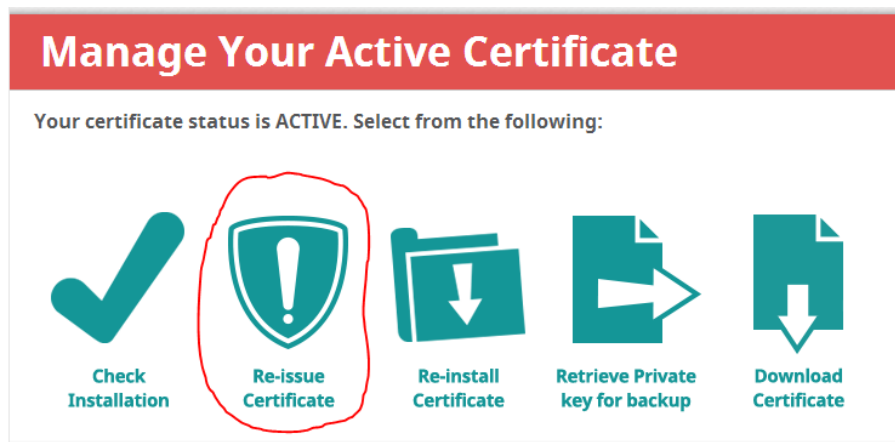 Manage Your Active Certificate
Your certificate status is ACTIVE. Select from the following:
Check
Installation
Re-issue
Certificate
Re-install
Certificate
Retrieve Private
key for backup
Download
Certificate